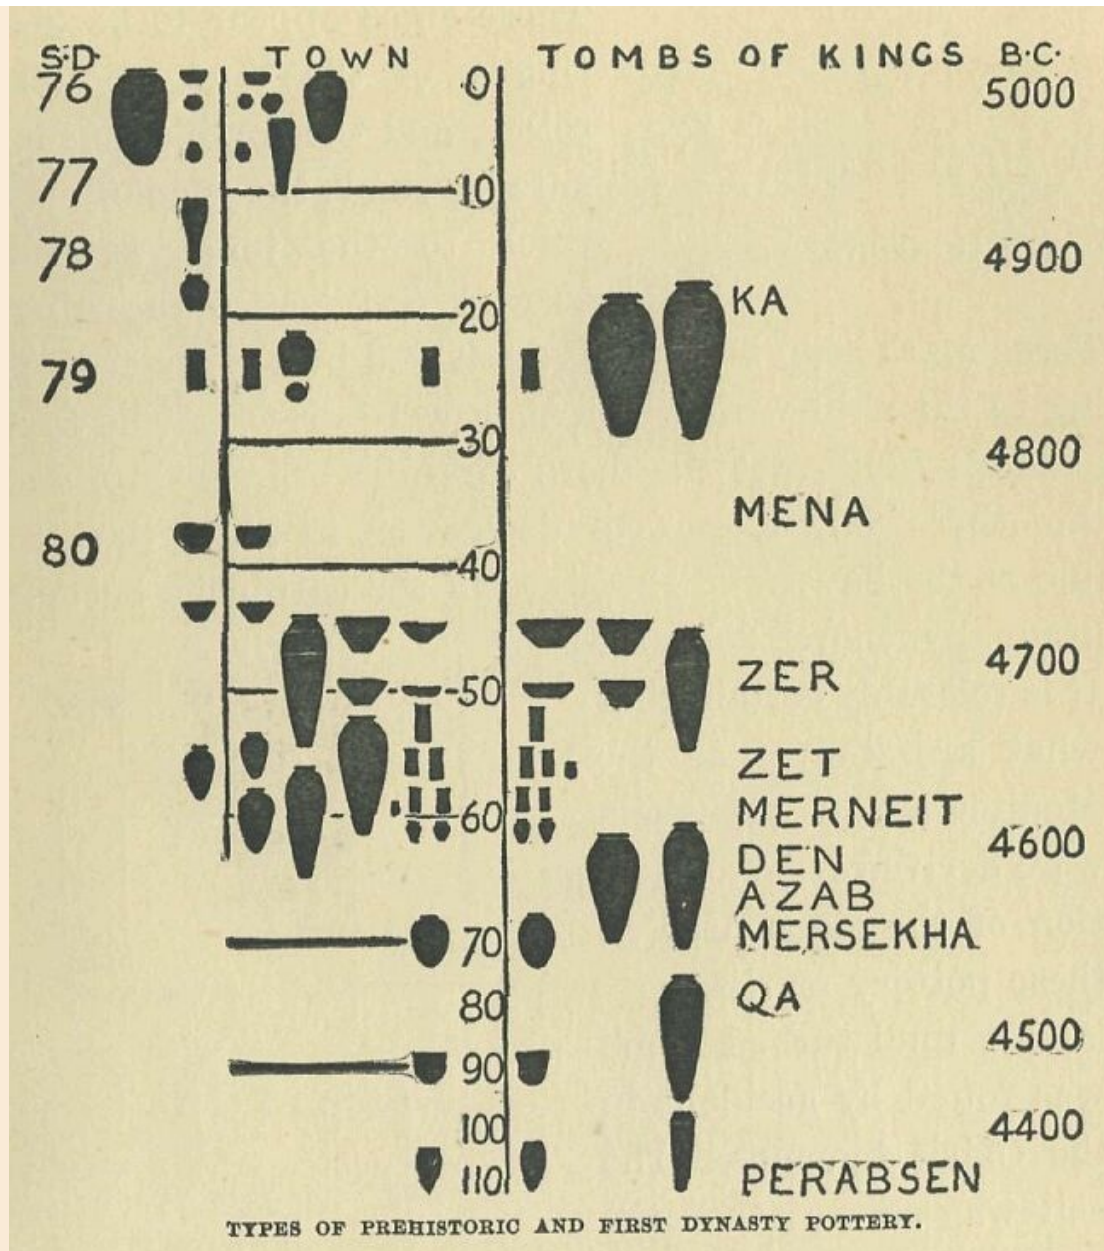 S.D. TOWN TOMBS OF KINGS B.C.
76 0 5000
77 10
78 4900
20 KA
79
30 4800
MENA
80 40
4700
50 ZER
ZET
60 MERNEIT
4600
DEN
AZAB
70 MERSEKHA
80 QA
4500
90
100 4400
110 PERABSEN
TYPES OF PREHISTORIC AND FIRST DYNASTY POTTERY.